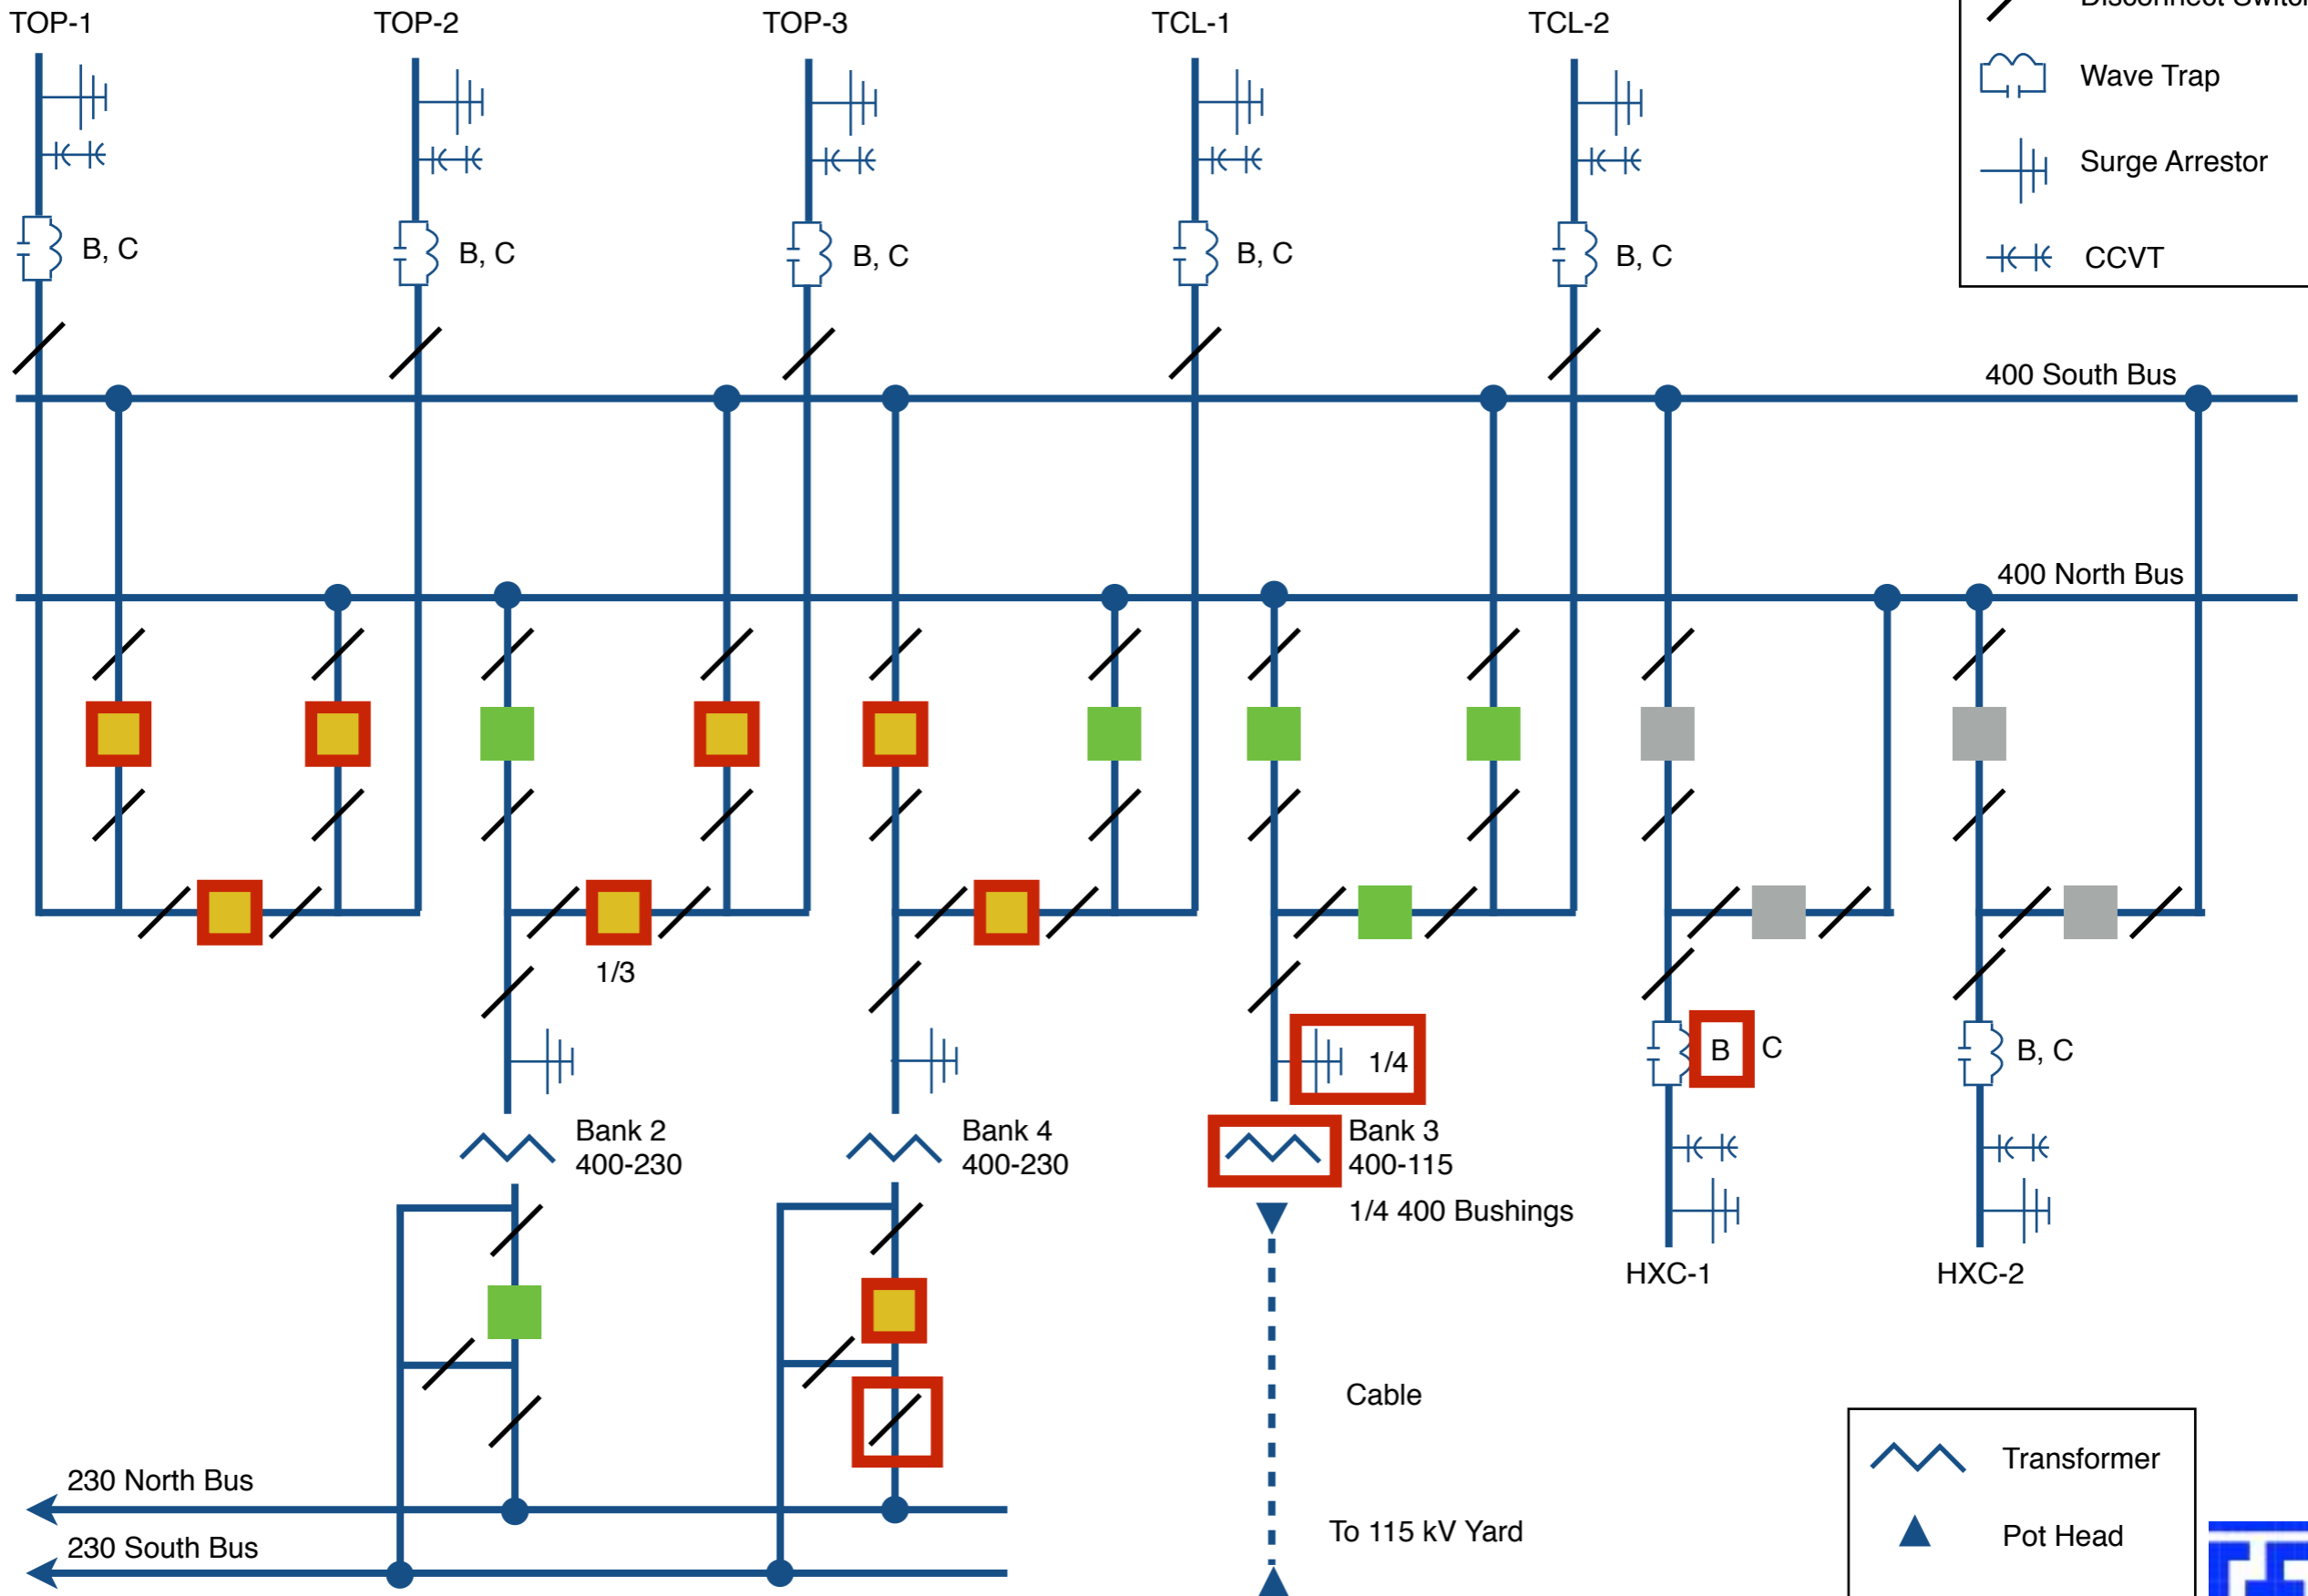 TOP-1
TOP-2
TOP-3
TCL-1
TCL-2
Disconnect
Wave Trap
Surge Arrestor
CCVT
B, C
B, C
B, C
B, C
B, C
400 South Bus
400 North Bus
1/3
1/4
B
C
B, C
Bank 2
400-230
Bank 4
400-230
Bank 3
400-115
1/4 400 Bushings
HXC-1
HXC-2
Cable
To 115 kV Yard
230 North Bus
230 South Bus
Transformer
Pot Head